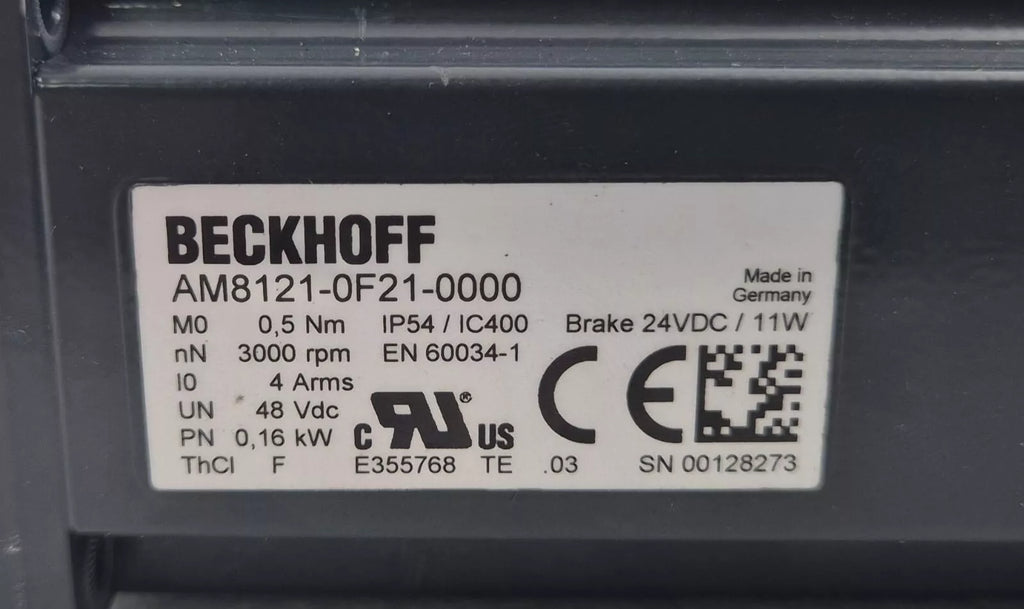 BECKHOFF
AM8121-0F21-0000
Made in
Germany
M0 0,5 Nm IP54 / IC400 Brake 24VDC / 11W
nN 3000 rpm EN 60034-1
I0 4 Arms
UN 48 Vdc
PN 0,16 kW C RU ® US CE
ThCl F E355768 TE .03 SN 00128273